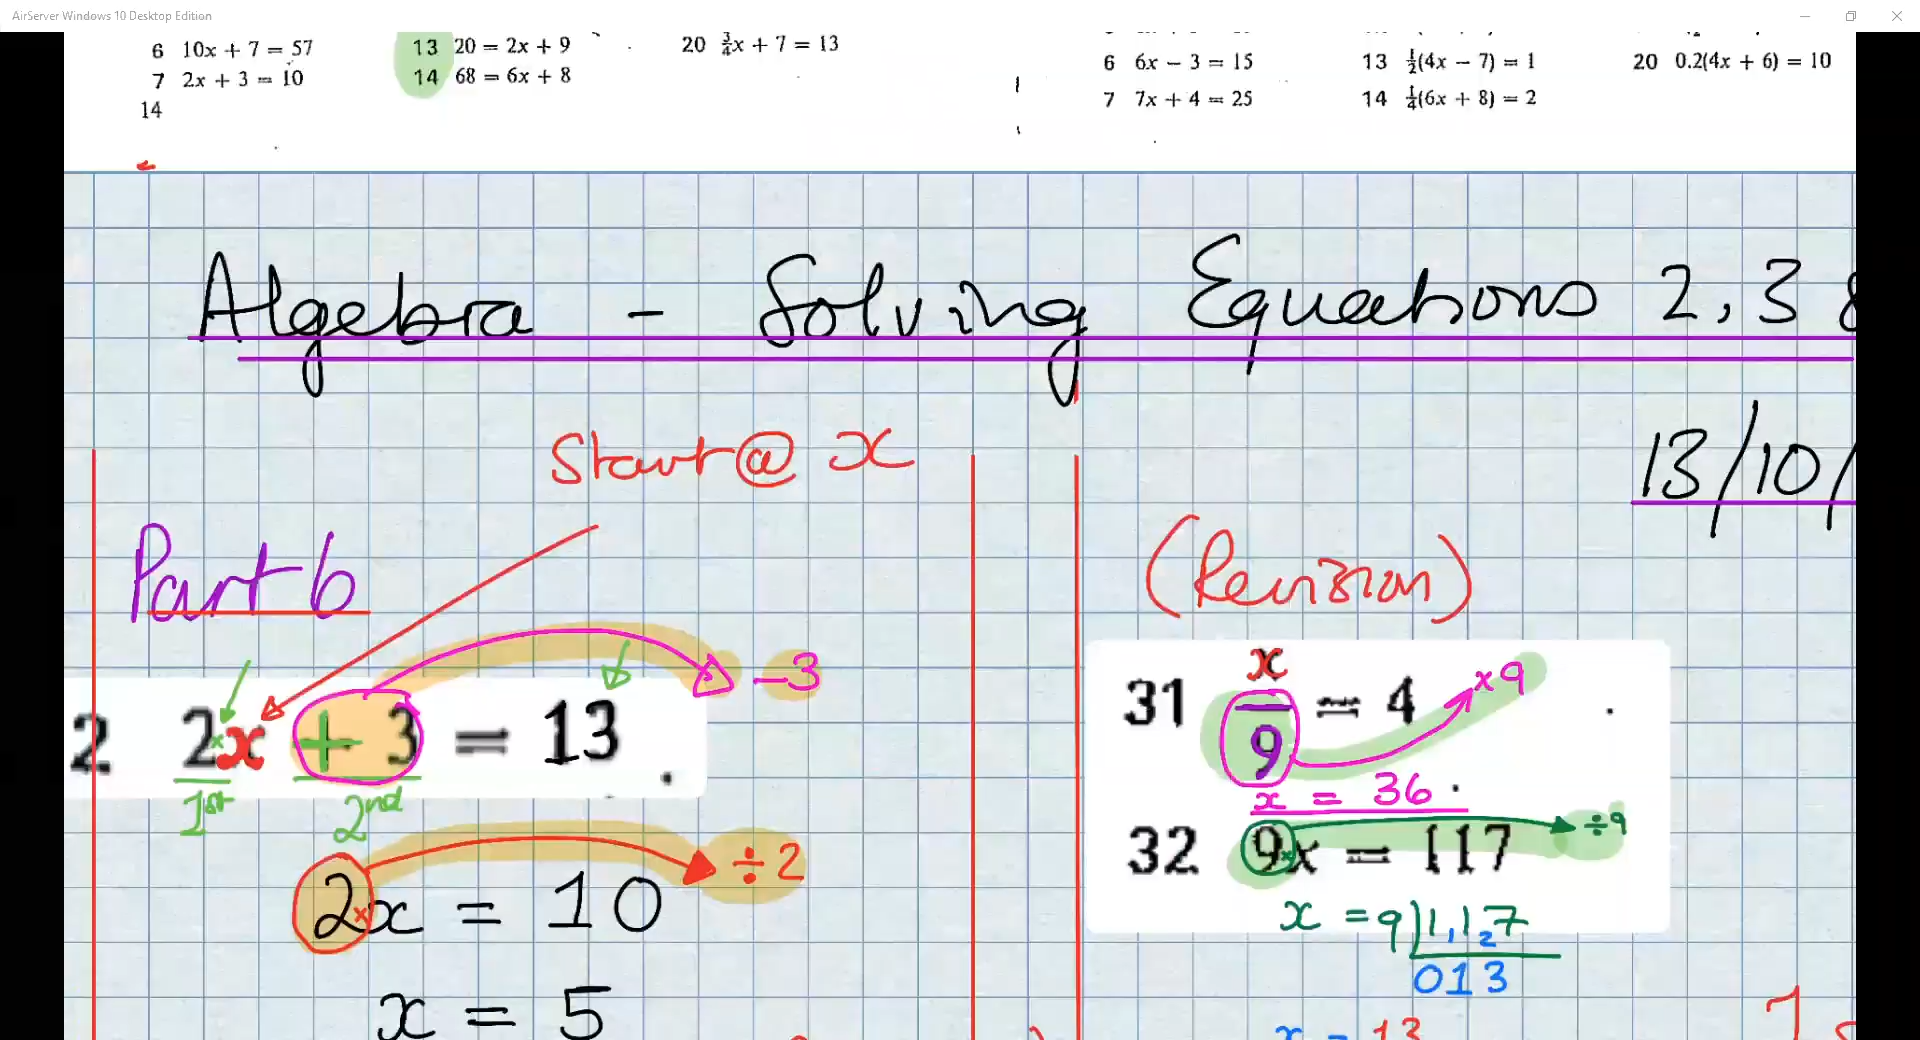 AirServer Windows 10 Desktop Edition
6 10x + 7 = 57
7 2x + 3 = 10
14
13 20 = 2x + 9
14 68 = 6x + 8
20 ¾x + 7 = 13
6 6x − 3 = 15
7 7x + 4 = 25
13 ½(4x − 7) = 1
14 ¼(6x + 8) = 2
20 0.2(4x + 6) = 10
Algebra - Solving Equations 2, 3 &
13/10/
Start @ x
Part 6
2 2x + 3 = 13
-3
1st 2nd
2x = 10
÷2
x = 5
(Revision)
31 x/9 = 4 ×9
x = 36
32 9x = 117 ÷9
x = 9)117
1 2
013
x = 13